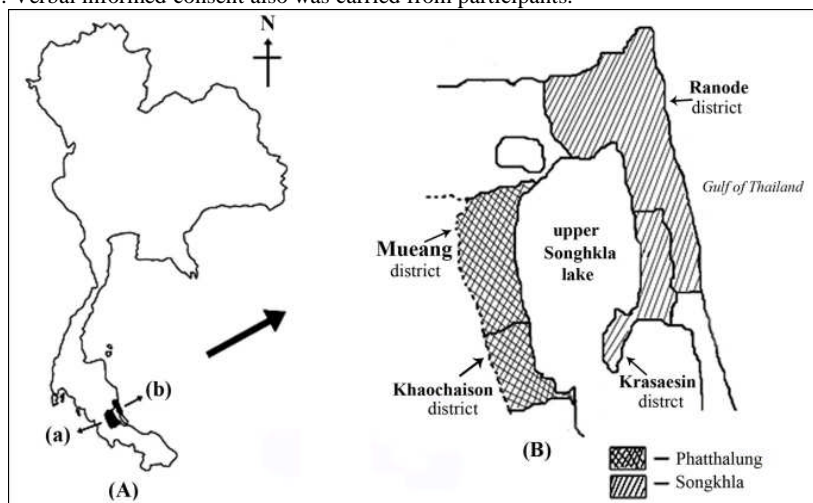 . Verbal informed consent also was carried from participants.
N
Ranode
district
Gulf of Thailand
upper
Songhkla
lake
Mueang
district
Khaochaison
district
Krasaesin
distrct
(b)
(a)
(A)
(B)
– Phatthalung
– Songkhla